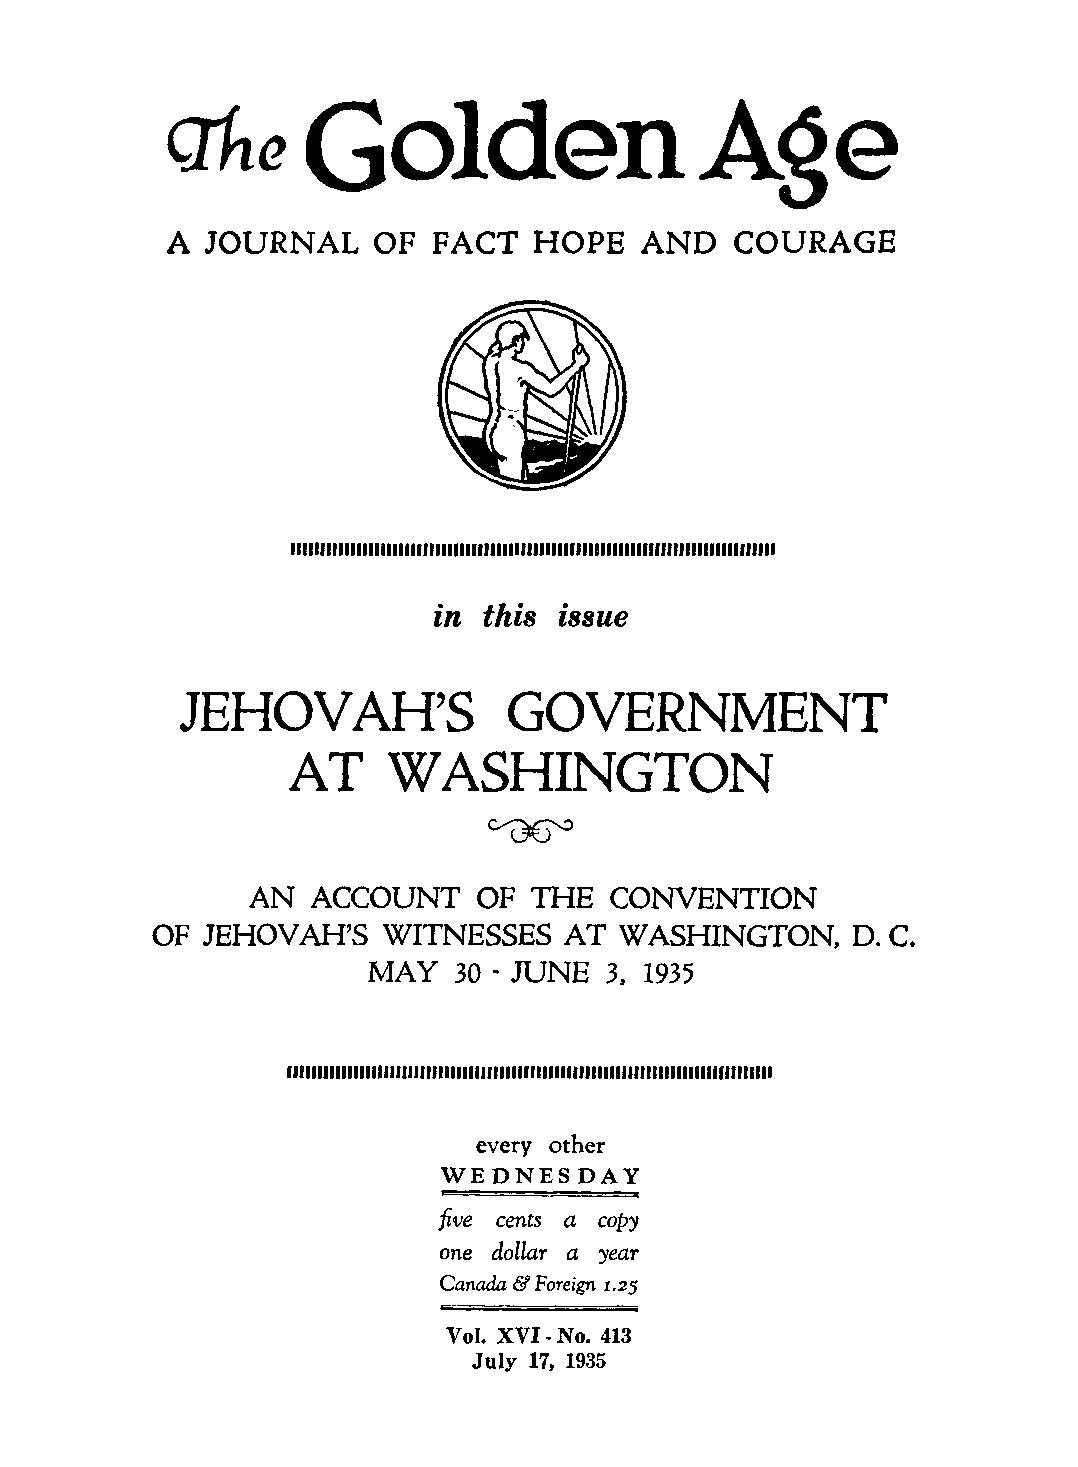 The Golden Age
A JOURNAL OF FACT HOPE AND COURAGE
in this issue
JEHOVAH'S GOVERNMENT
AT WASHINGTON
AN ACCOUNT OF THE CONVENTION
OF JEHOVAH'S WITNESSES AT WASHINGTON, D. C.
MAY 30 - JUNE 3, 1935
every other
WEDNESDAY
five cents a copy
one dollar a year
Canada & Foreign 1.25
Vol. XVI - No. 413
July 17, 1935